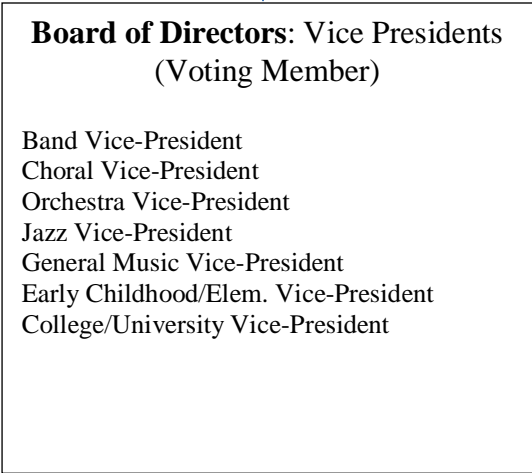 Board of Directors: Vice Presidents
(Voting Member)
Band Vice-President
Choral Vice-President
Orchestra Vice-President
Jazz Vice-President
General Music Vice-President
Early Childhood/Elem. Vice-President
College/University Vice-President